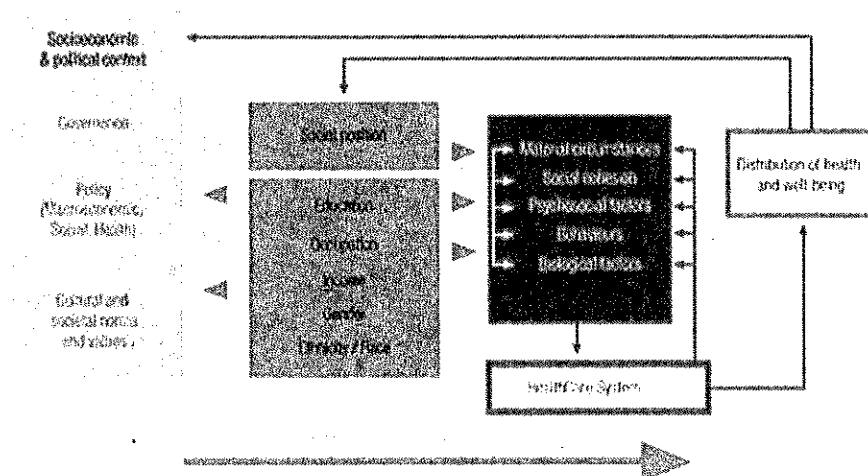 Socioeconomic
& political context
Governance
Policy
(Macroeconomic,
Social, Health)
Cultural and
societal norms
and values
Social position
Education
Occupation
Income
Gender
Ethnicity / Race
Material circumstances
Social cohesion
Psychosocial factors
Behaviours
Biological factors
Distribution of health
and well-being
HealthCare System